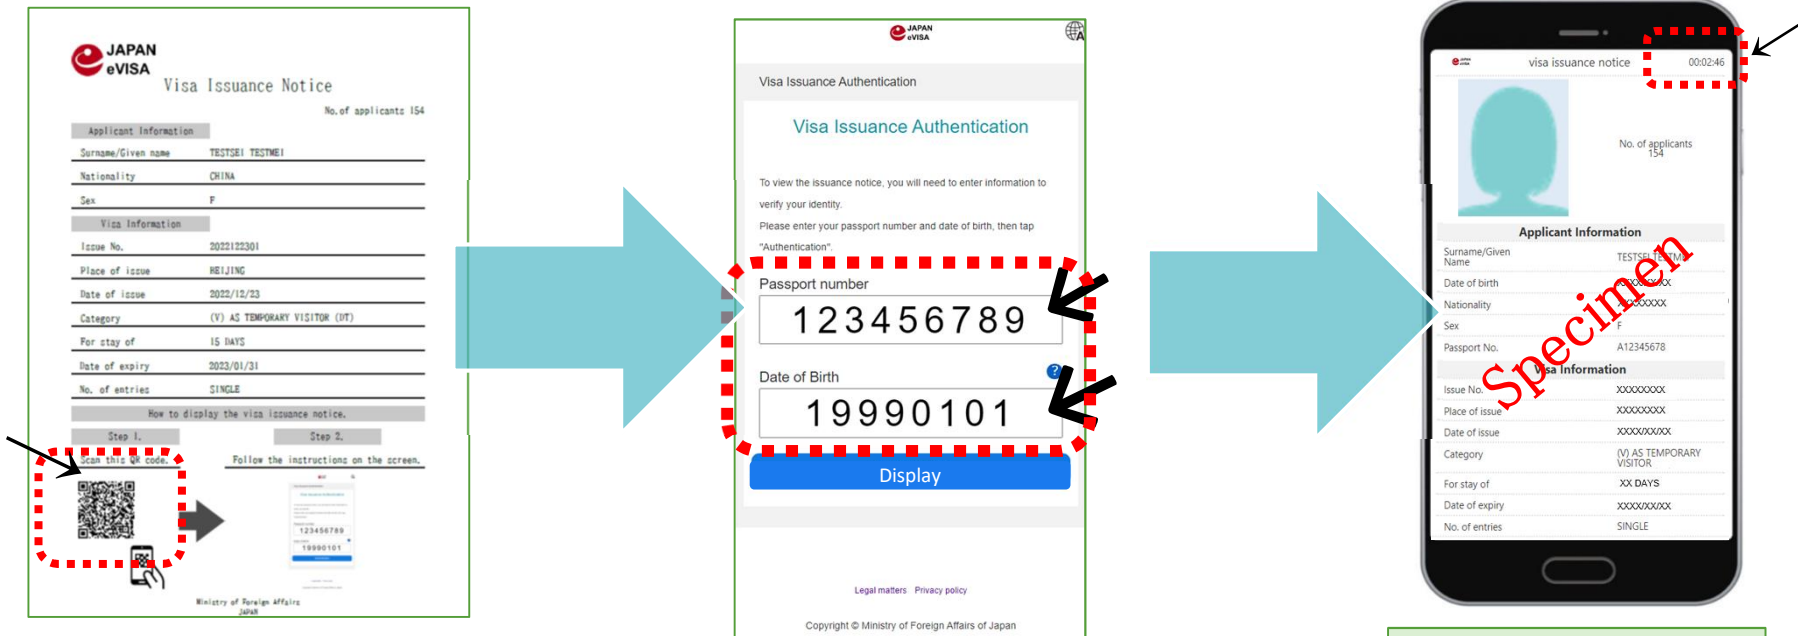 JAPAN
eVISA
Visa Issuance Notice
No. of applicants 154
Applicant Information
Surname/Given name TESTSEI TESTMEI
Nationality CHINA
Sex F
Visa Information
Issue No. 2022122301
Place of issue BEIJING
Date of issue 2022/12/23
Category (V) AS TEMPORARY VISITOR (DT)
For stay of 15 DAYS
Date of expiry 2023/01/31
No. of entries SINGLE
How to display the visa issuance notice.
Step 1. Step 2.
Scan this QR code. Follow the instructions on the screen.
123456789
19990101
Ministry of Foreign Affairs
JAPAN
JAPAN
eVISA
A
Visa Issuance Authentication
Visa Issuance Authentication
To view the issuance notice, you will need to enter information to
verify your identity.
Please enter your passport number and date of birth, then tap
"Authentication".
Passport number
123456789
Date of Birth ?
19990101
Display
Legal matters Privacy policy
Copyright © Ministry of Foreign Affairs of Japan
visa issuance notice 00:02:46
No. of applicants
154
Applicant Information
Surname/Given
Name
Date of birth
Nationality
Sex F
Passport No. A12345678
Specimen
Visa Information
Issue No. XXXXXXXX
Place of issue XXXXXXXX
Date of issue XXXX/XX/XX
Category (V) AS TEMPORARY
VISITOR
For stay of XX DAYS
Date of expiry XXXX/XX/XX
No. of entries SINGLE